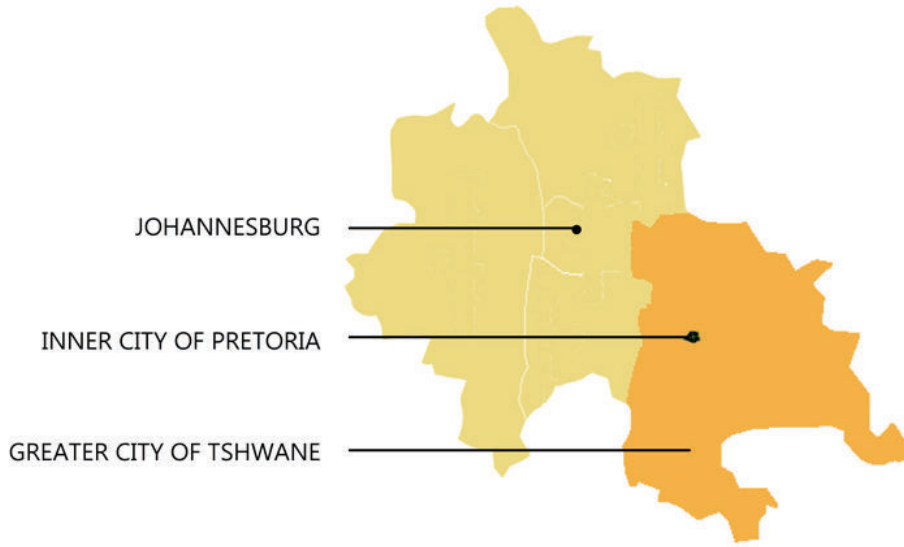 JOHANNESBURG
INNER CITY OF PRETORIA
GREATER CITY OF TSHWANE